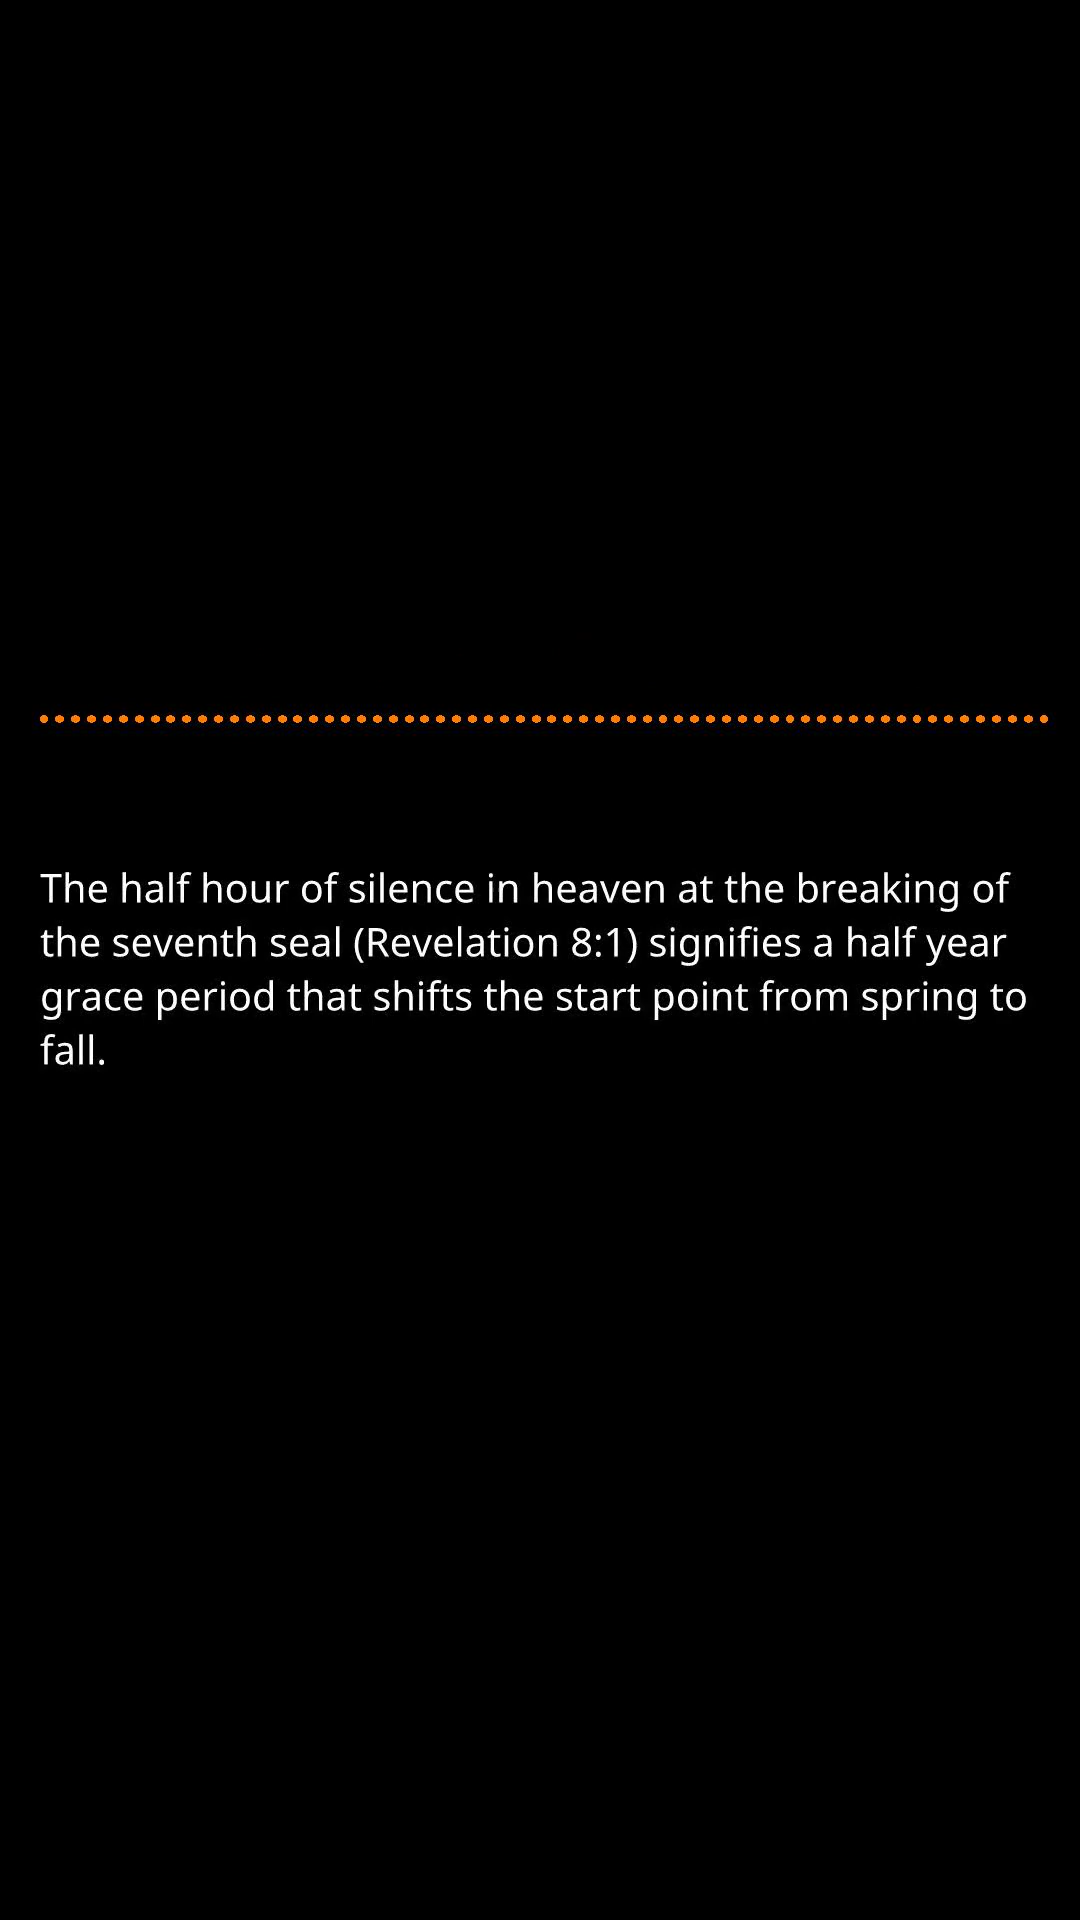 The half hour of silence in heaven at the breaking of
the seventh seal (Revelation 8:1) signifies a half year
grace period that shifts the start point from spring to
fall.